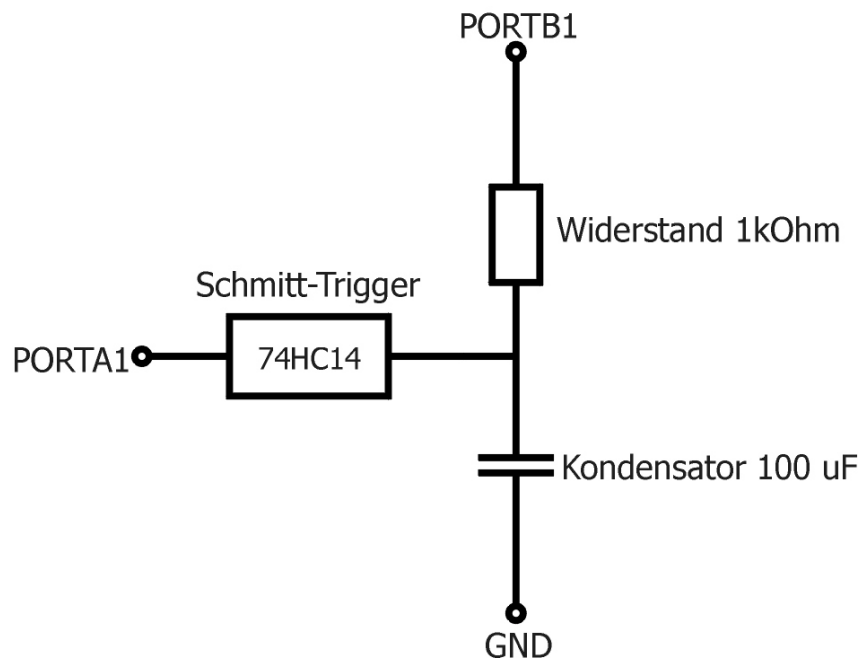 PORTB1
Widerstand 1kOhm
Schmitt-Trigger
PORTA1
74HC14
Kondensator 100 uF
GND